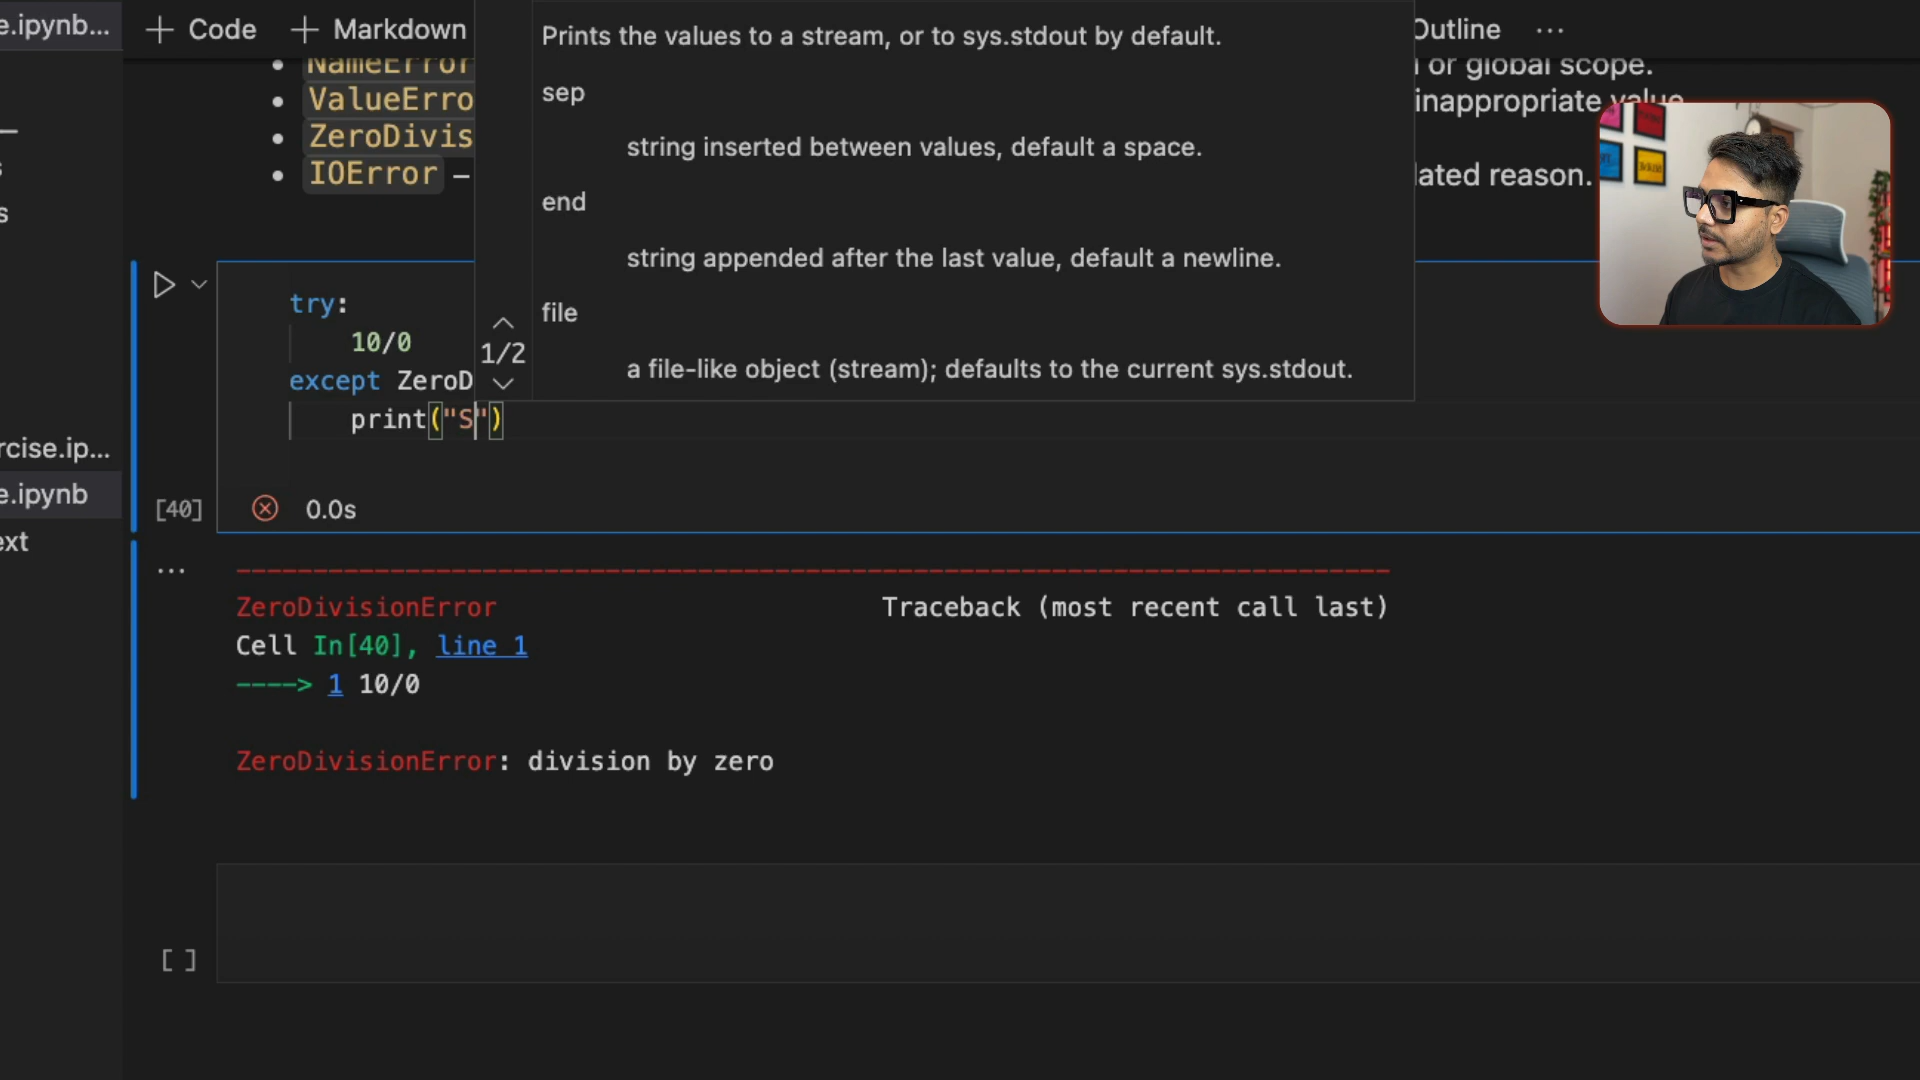 e.ipynb...
Code
Markdown
Outline
...
NameError
l or global scope.
ValueErro
inappropriate value
ZeroDivis
IOError –
lated reason.
Prints the values to a stream, or to sys.stdout by default.
sep
string inserted between values, default a space.
end
string appended after the last value, default a newline.
file
a file-like object (stream); defaults to the current sys.stdout.
1/2
s
s
rcise.ip...
e.ipynb
ext
try:
10/0
except ZeroD
print("S")
[40]
0.0s
...
ZeroDivisionError Traceback (most recent call last)
Cell In[40], line 1
----> 1 10/0
ZeroDivisionError: division by zero
[ ]